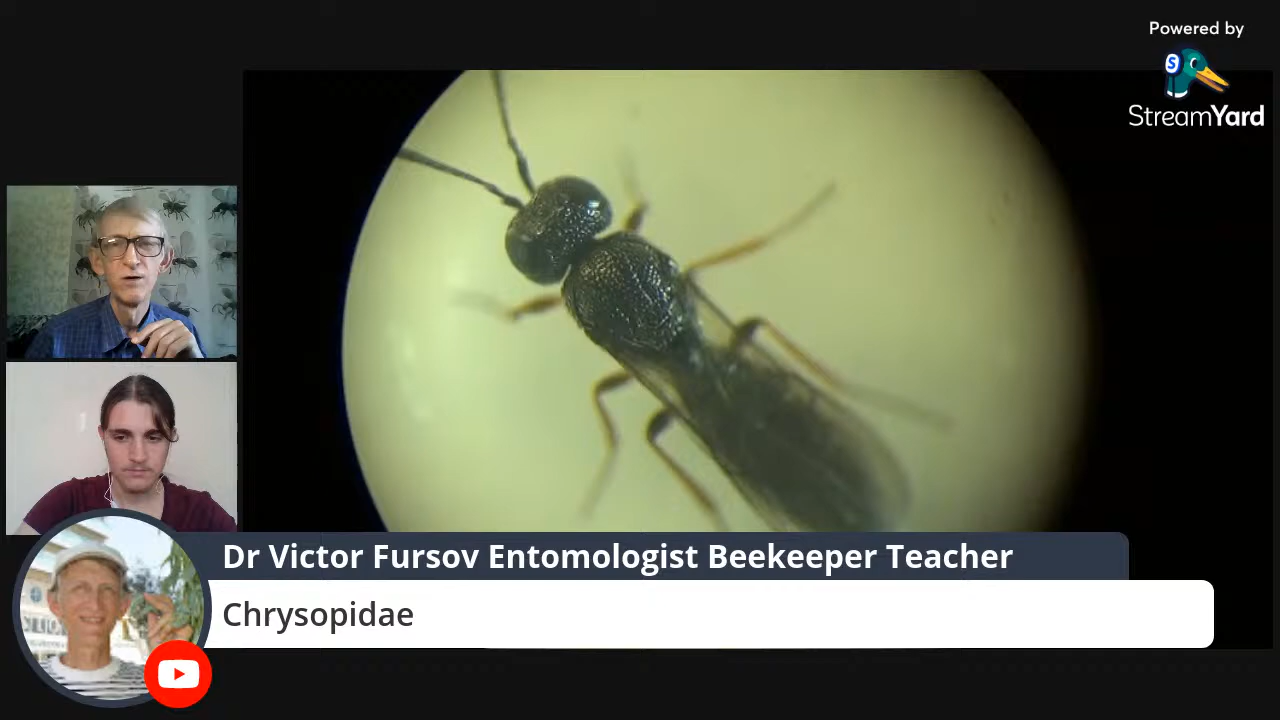 Powered by
S
StreamYard
Dr Victor Fursov Entomologist Beekeeper Teacher
Chrysopidae